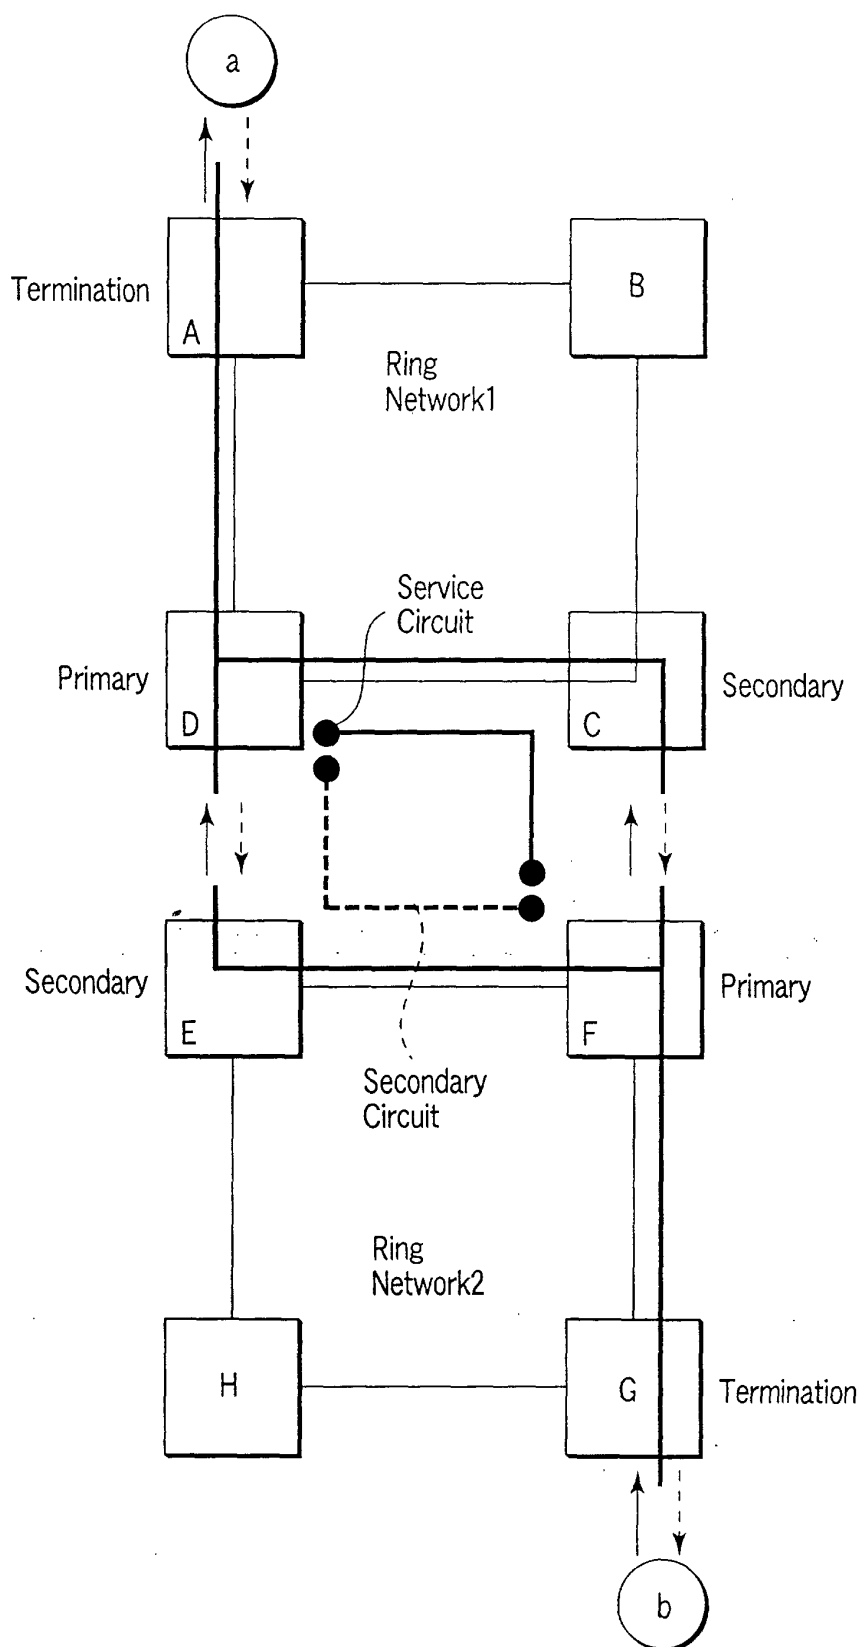 a
Termination
A
B
Ring
Network1
Service
Circuit
Primary
D
C
Secondary
Secondary
E
F
Primary
Secondary
Circuit
Ring
Network2
H
G
Termination
b